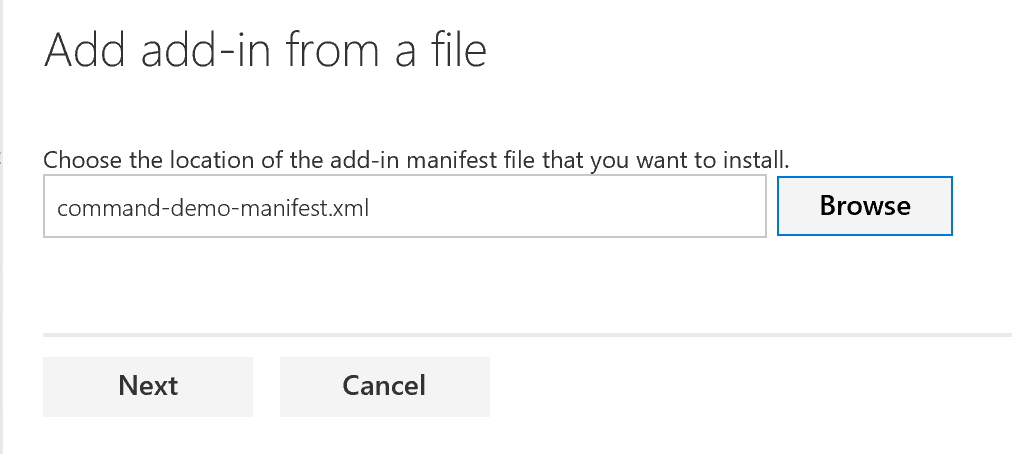 Add add-in from a file
Choose the location of the add-in manifest file that you want to install.
command-demo-manifest.xml
Browse
Next
Cancel